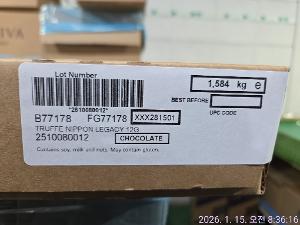 IVA
Lot Number
*2510080012*
1,584 kg e
BEST BEFORE
UPC CODE
B77178 FG77178 XXX281501
TRUFFE NIPPON LEGACY 12G
2510080012 CHOCOLATE
Contains soy, milk and nuts. May contain gluten.
2026. 1. 15. 오전 8:36:16